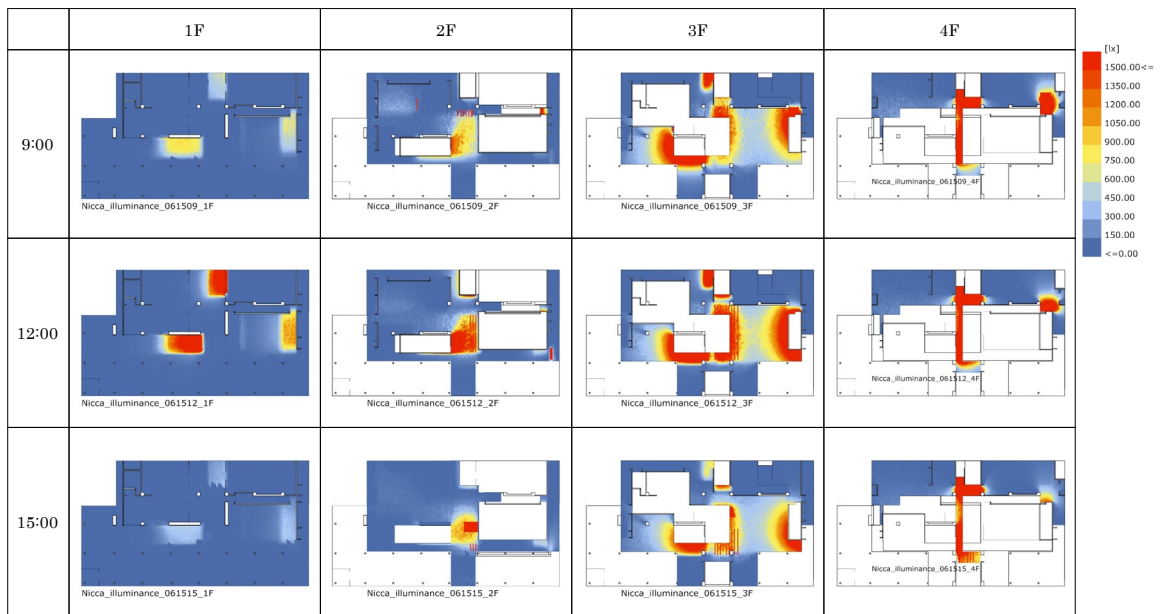 1F 2F 3F 4F
9:00
Nicca_illuminance_061509_1F
Nicca_illuminance_061509_2F
Nicca_illuminance_061509_3F
Nicca_illuminance_061509_4F
12:00
Nicca_illuminance_061512_1F
Nicca_illuminance_061512_2F
Nicca_illuminance_061512_3F
Nicca_illuminance_061512_4F
15:00
Nicca_illuminance_061515_1F
Nicca_illuminance_061515_2F
Nicca_illuminance_061515_3F
Nicca_illuminance_061515_4F
[lx]
1500.00<=
1350.00
1200.00
1050.00
900.00
750.00
600.00
450.00
300.00
150.00
<=0.00